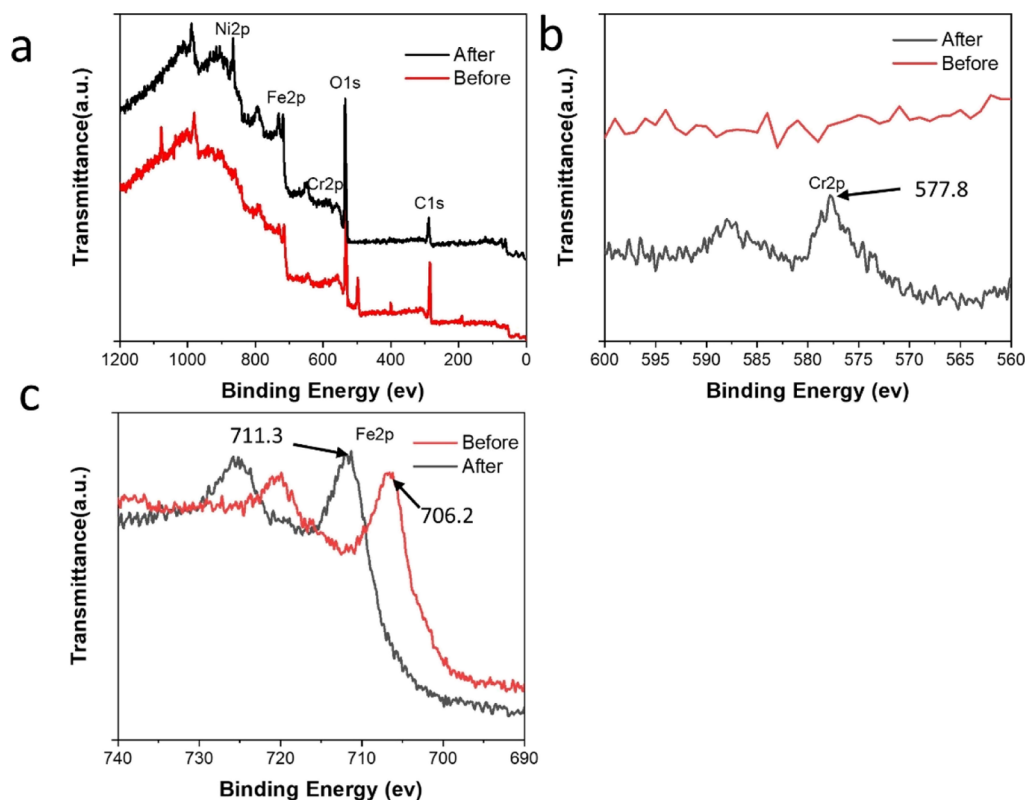 a
Transmittance(a.u.)
Ni2p
Fe2p
Cr2p
O1s
C1s
After
Before
1200 1000 800 600 400 200 0
Binding Energy (ev)
b
Transmittance(a.u.)
After
Before
Cr2p
577.8
600 595 590 585 580 575 570 565 560
Binding Energy (ev)
c
Transmittance(a.u.)
711.3
Fe2p
Before
After
706.2
740 730 720 710 700 690
Binding Energy (ev)